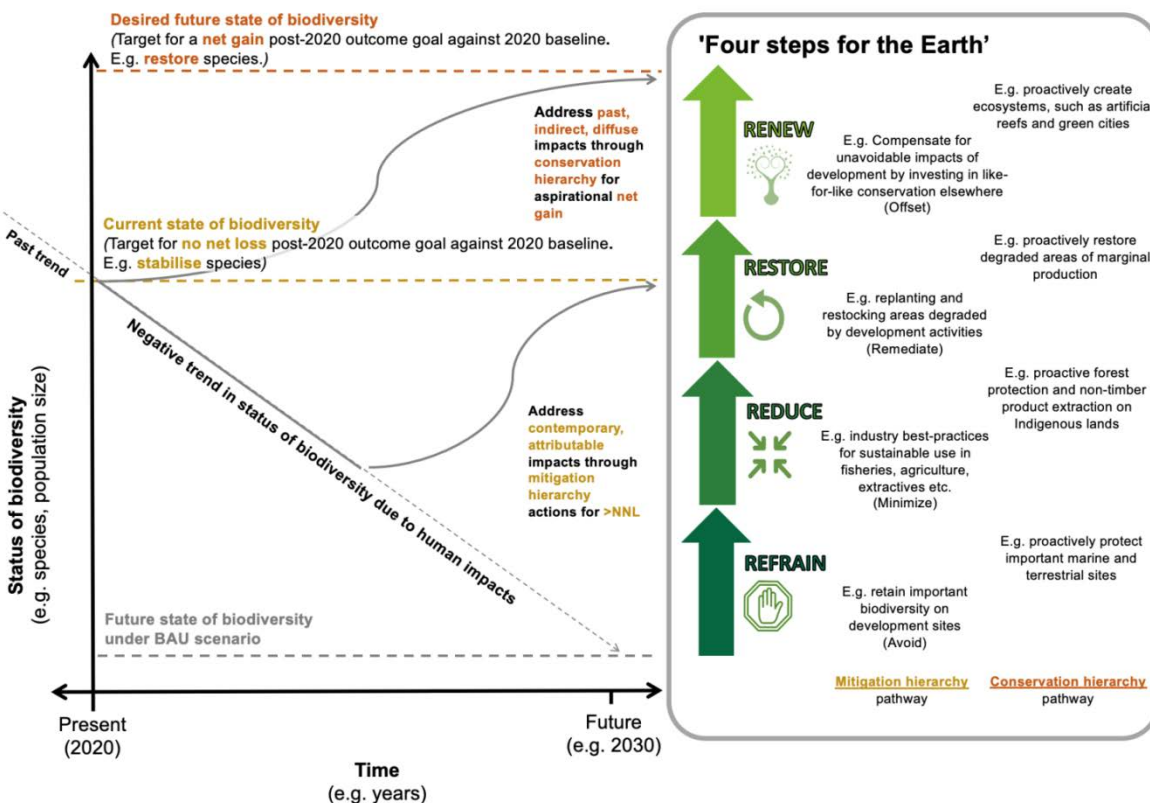 Desired future state of biodiversity
(Target for a net gain post-2020 outcome goal against 2020 baseline.
E.g. restore species.)
Address past,
indirect, diffuse
impacts through
conservation
hierarchy for
aspirational net
gain
Current state of biodiversity
(Target for no net loss post-2020 outcome goal against 2020 baseline.
E.g. stabilise species)
Past trend
Negative trend in status of biodiversity due to human impacts
Address
contemporary,
attributable
impacts through
mitigation
hierarchy
actions for >NNL
Future state of biodiversity
under BAU scenario
Status of biodiversity
(e.g. species, population size)
Present
(2020)
Future
(e.g. 2030)
Time
(e.g. years)
'Four steps for the Earth’
RENEW
E.g. Compensate for
unavoidable impacts of
development by investing in like-
for-like conservation elsewhere
(Offset)
E.g. proactively create
ecosystems, such as artificial
reefs and green cities
RESTORE
E.g. replanting and
restocking areas degraded
by development activities
(Remediate)
E.g. proactively restore
degraded areas of marginal
production
REDUCE
E.g. industry best-practices
for sustainable use in
fisheries, agriculture,
extractives etc.
(Minimize)
E.g. proactive forest
protection and non-timber
product extraction on
Indigenous lands
REFRAIN
E.g. retain important
biodiversity on
development sites
(Avoid)
E.g. proactively protect
important marine and
terrestrial sites
Mitigation hierarchy
pathway
Conservation hierarchy
pathway